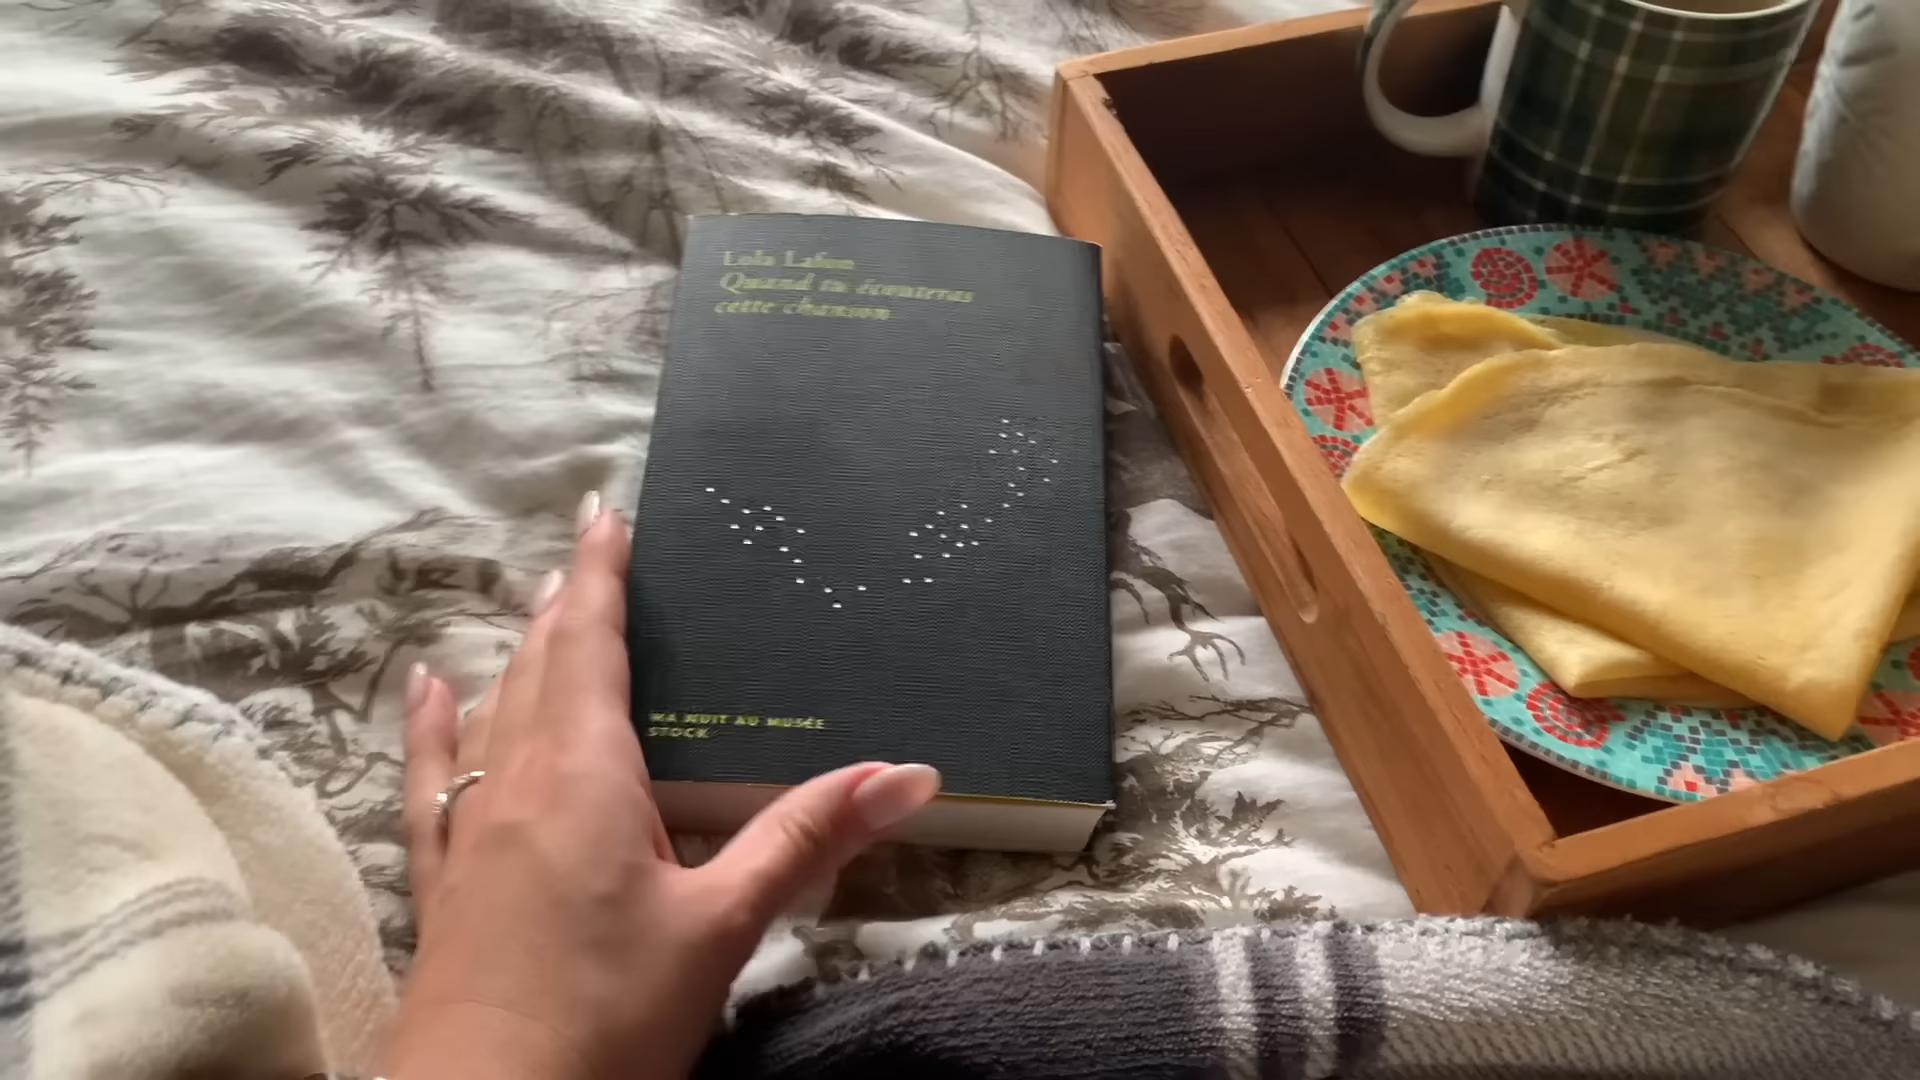 Lola Lafon
Quand tu écouteras
cette chanson
MA NUIT AU MUSÉE
STOCK